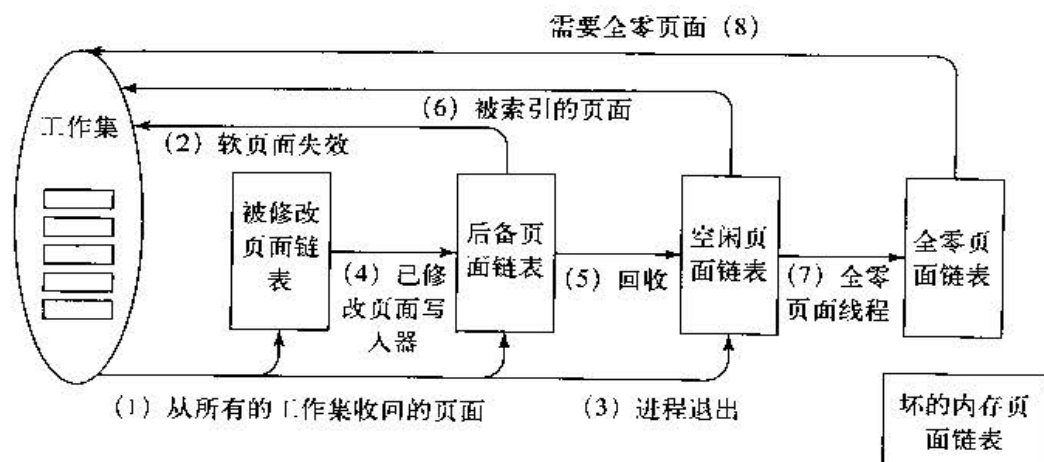 需要全零页面（8）
（6）被索引的页面
工作集
（2）软页面失效
被修改
页面链
表
后备页
面链表
空闲页
面链表
全零页
面链表
（4）已修
改页面写
入器
（5）回收
（7）全零
页面线程
（1）从所有的工作集收回的页面
（3）进程退出
坏的内存页
面链表